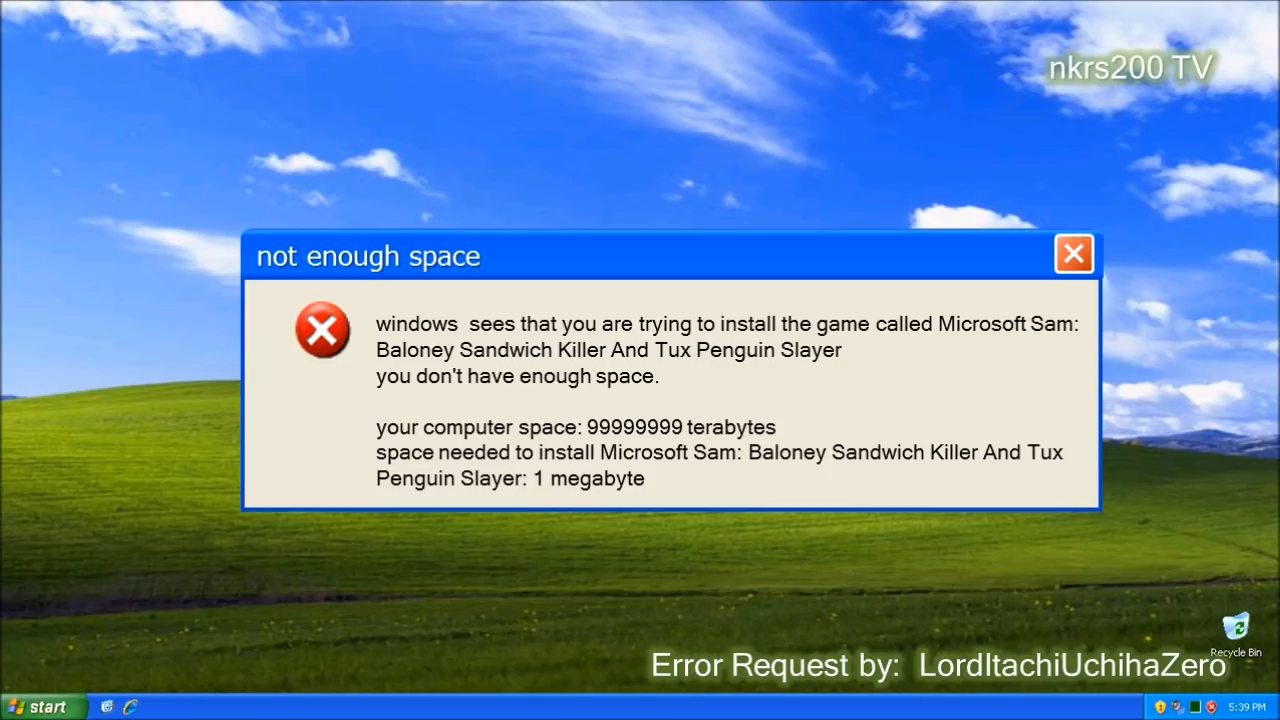 nkrs200 TV
not enough space
windows  sees that you are trying to install the game called Microsoft Sam:
Baloney Sandwich Killer And Tux Penguin Slayer
you don't have enough space.
your computer space: 99999999 terabytes
space needed to install Microsoft Sam: Baloney Sandwich Killer And Tux
Penguin Slayer: 1 megabyte
Recycle Bin
Error Request by:  LordItachiUchihaZero
start
5:39 PM